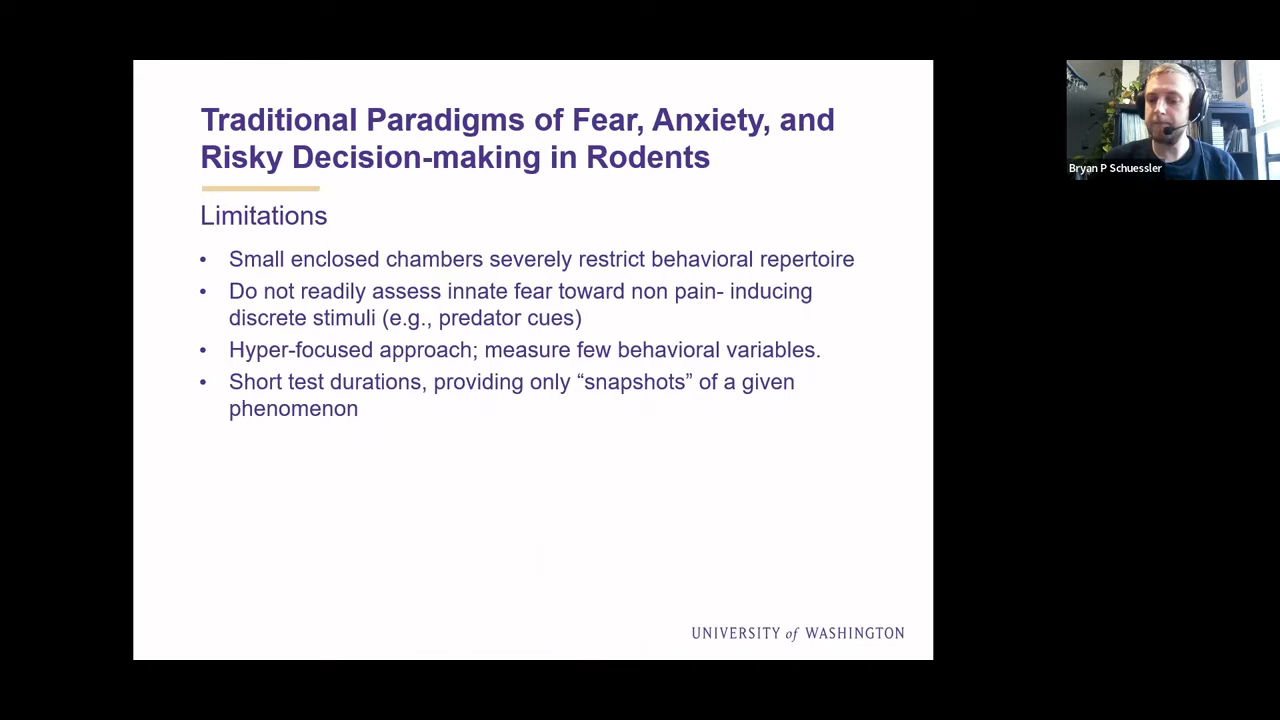 Traditional Paradigms of Fear, Anxiety, and
Risky Decision-making in Rodents
Limitations
• Small enclosed chambers severely restrict behavioral repertoire
• Do not readily assess innate fear toward non pain- inducing
discrete stimuli (e.g., predator cues)
• Hyper-focused approach; measure few behavioral variables.
• Short test durations, providing only “snapshots” of a given
phenomenon
UNIVERSITY of WASHINGTON
Bryan P Schuessler